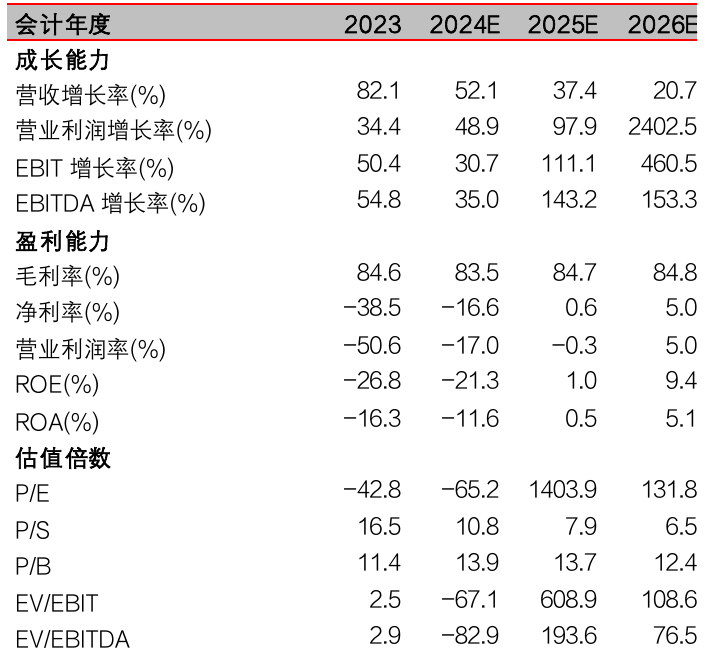 会计年度 2023 2024E 2025E 2026E
成长能力
营收增长率(%) 82.1 52.1 37.4 20.7
营业利润增长率(%) 34.4 48.9 97.9 2402.5
EBIT 增长率(%) 50.4 30.7 111.1 460.5
EBITDA 增长率(%) 54.8 35.0 143.2 153.3
盈利能力
毛利率(%) 84.6 83.5 84.7 84.8
净利率(%) -38.5 -16.6 0.6 5.0
营业利润率(%) -50.6 -17.0 -0.3 5.0
ROE(%) -26.8 -21.3 1.0 9.4
ROA(%) -16.3 -11.6 0.5 5.1
估值倍数
P/E -42.8 -65.2 1403.9 131.8
P/S 16.5 10.8 7.9 6.5
P/B 11.4 13.9 13.7 12.4
EV/EBIT 2.5 -67.1 608.9 108.6
EV/EBITDA 2.9 -82.9 193.6 76.5